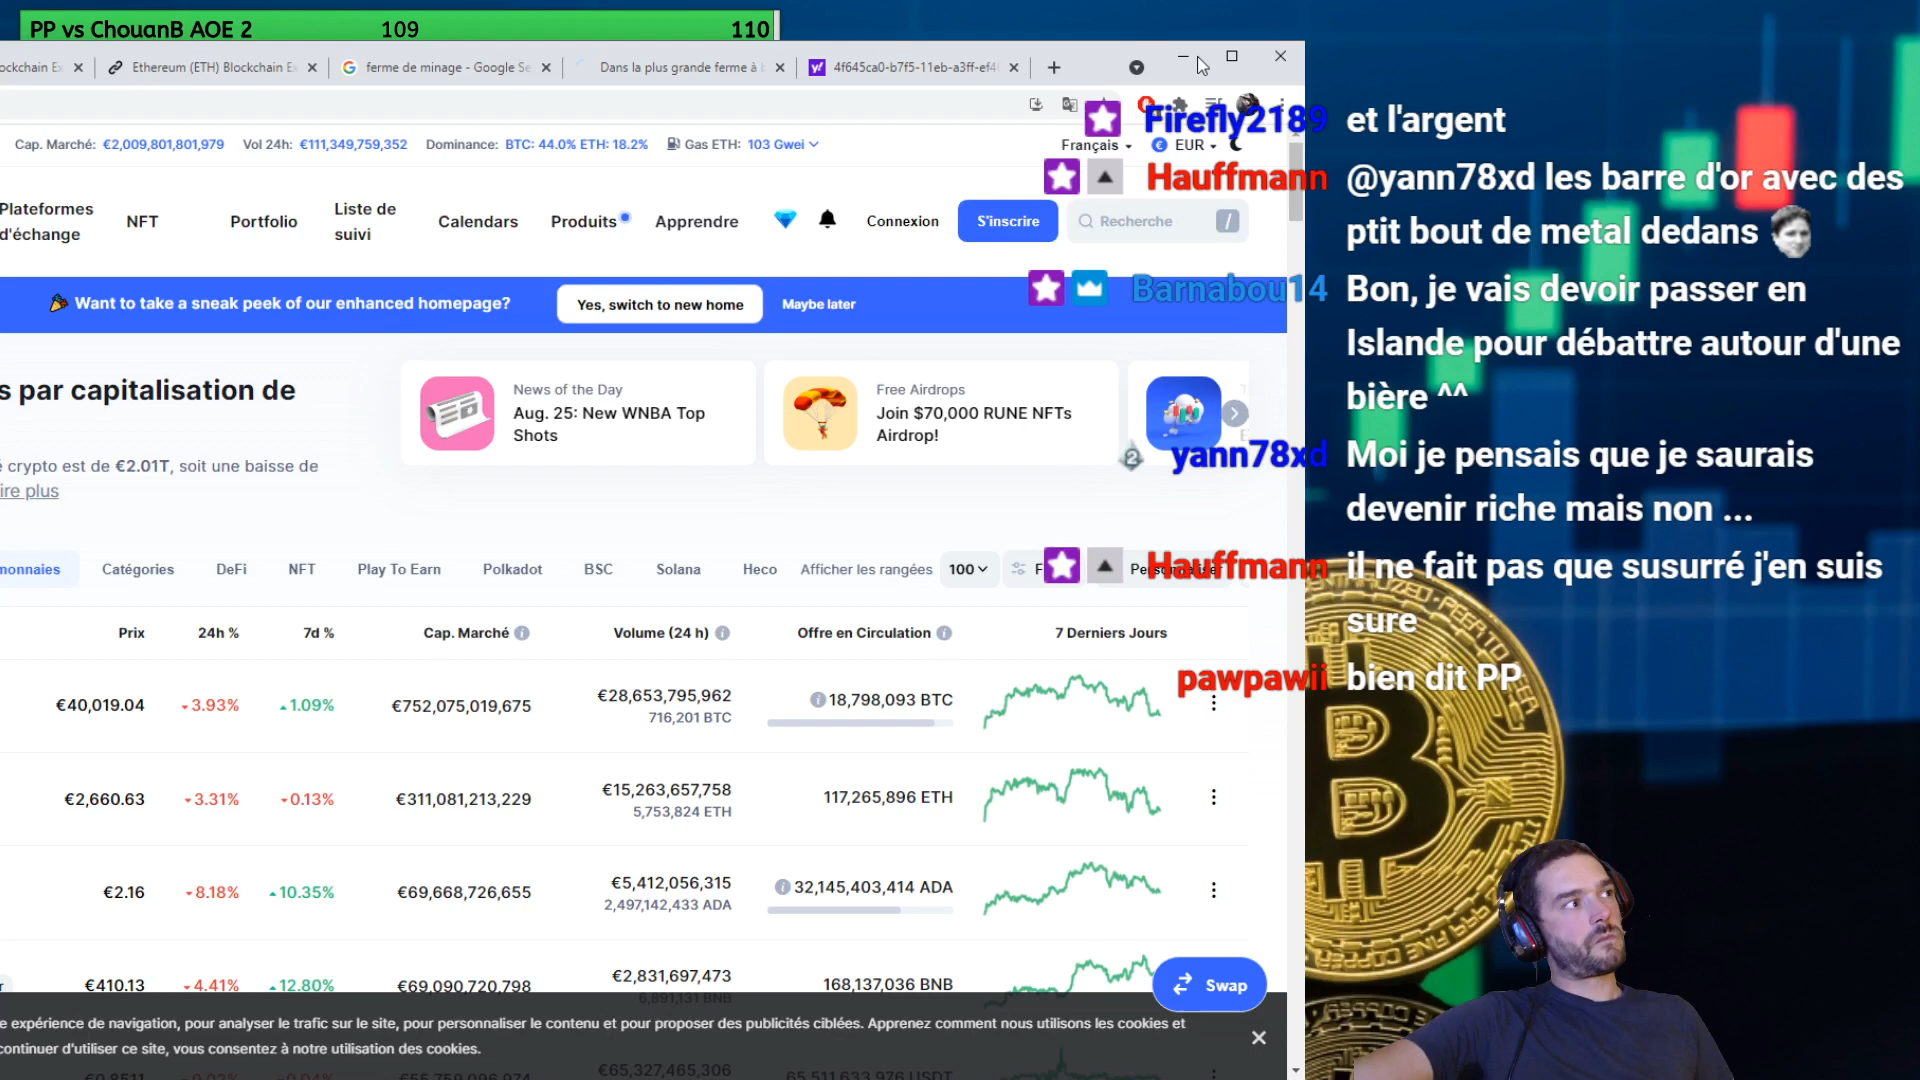 PP vs ChouanB AOE 2 109 110
ockchain Ex
Ethereum (ETH) Blockchain Ex
ferme de minage - Google Se
Dans la plus grande ferme à b
4f645ca0-b7f5-11eb-a3ff-ef4
Cap. Marché: €2,009,801,801,979 Vol 24h: €111,349,759,352 Dominance: BTC: 44.0% ETH: 18.2% Gas ETH: 103 Gwei
Français EUR
Plateformes
d'échange
NFT
Portfolio
Liste de
suivi
Calendars
Produits
Apprendre
Connexion
S'inscrire
Recherche /
Want to take a sneak peek of our enhanced homepage?
Yes, switch to new home
Maybe later
s par capitalisation de
é crypto est de €2.01T, soit une baisse de
ire plus
News of the Day
Aug. 25: New WNBA Top
Shots
Free Airdrops
Join $70,000 RUNE NFTs
Airdrop!
monnaies Catégories DeFi NFT Play To Earn Polkadot BSC Solana Heco Afficher les rangées 100
Prix 24h % 7d % Cap. Marché Volume (24 h) Offre en Circulation 7 Derniers Jours
€40,019.04 3.93% 1.09% €752,075,019,675 €28,653,795,962 18,798,093 BTC
716,201 BTC
€2,660.63 3.31% 0.13% €311,081,213,229 €15,263,657,758 117,265,896 ETH
5,753,824 ETH
€2.16 8.18% 10.35% €69,668,726,655 €5,412,056,315 32,145,403,414 ADA
2,497,142,433 ADA
€410.13 4.41% 12.80% €69,090,720,798 €2,831,697,473 168,137,036 BNB
6,891,131 BNB
Swap
e expérience de navigation, pour analyser le trafic sur le site, pour personnaliser le contenu et pour proposer des publicités ciblées. Apprenez comment nous utilisons les cookies et
continuer d'utiliser ce site, vous consentez à notre utilisation des cookies.
€65,327,465,306
Firefly2189 et l'argent
Hauffmann @yann78xd les barre d'or avec des
ptit bout de metal dedans
Barnabou14 Bon, je vais devoir passer en
Islande pour débattre autour d'une
bière ^^
yann78xd Moi je pensais que je saurais
devenir riche mais non ...
Hauffmann il ne fait pas que susurré j'en suis
sure
pawpawii bien dit PP